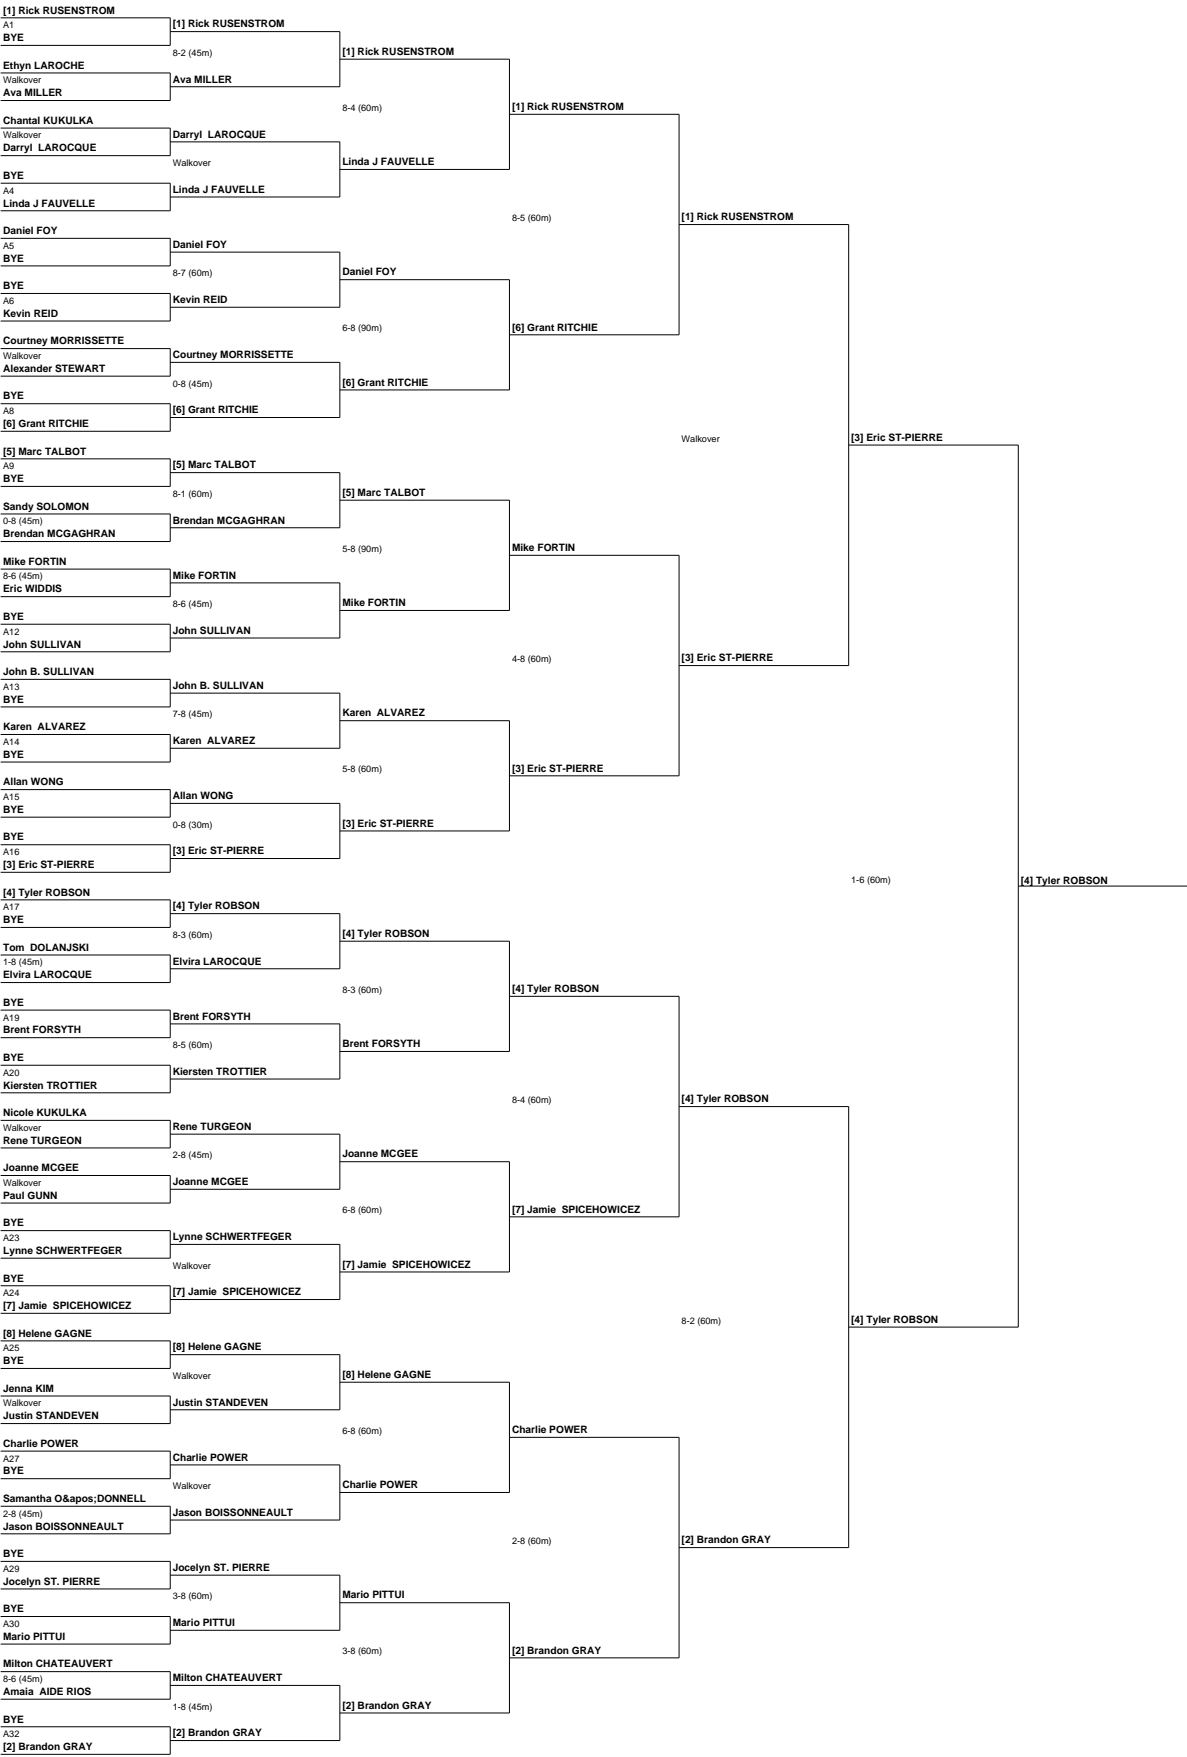 [1] Rick RUSENSTROM
A1
[1] Rick RUSENSTROM
BYE
8-2 (45m)
[1] Rick RUSENSTROM
Ethyn LAROCHE
Walkover
Ava MILLER
Ava MILLER
8-4 (60m)
[1] Rick RUSENSTROM
Chantal KUKULKA
Walkover
Darryl LAROCQUE
Darryl LAROCQUE
Walkover
Linda J FAUVELLE
BYE
A4
Linda J FAUVELLE
Linda J FAUVELLE
8-5 (60m)
[1] Rick RUSENSTROM
Daniel FOY
A5
Daniel FOY
BYE
8-7 (60m)
Daniel FOY
BYE
A6
Kevin REID
Kevin REID
6-8 (90m)
[6] Grant RITCHIE
Courtney MORRISSETTE
Walkover
Courtney MORRISSETTE
Alexander STEWART
0-8 (45m)
[6] Grant RITCHIE
BYE
A8
[6] Grant RITCHIE
[6] Grant RITCHIE
Walkover
[3] Eric ST-PIERRE
[5] Marc TALBOT
A9
[5] Marc TALBOT
BYE
8-1 (60m)
[5] Marc TALBOT
Sandy SOLOMON
0-8 (45m)
Brendan MCGAGHRAN
Brendan MCGAGHRAN
5-8 (90m)
Mike FORTIN
Mike FORTIN
8-6 (45m)
Mike FORTIN
Eric WIDDIS
8-6 (45m)
Mike FORTIN
BYE
A12
John SULLIVAN
John SULLIVAN
4-8 (60m)
[3] Eric ST-PIERRE
John B. SULLIVAN
A13
John B. SULLIVAN
BYE
7-8 (45m)
Karen ALVAREZ
Karen ALVAREZ
A14
Karen ALVAREZ
BYE
5-8 (60m)
[3] Eric ST-PIERRE
Allan WONG
A15
Allan WONG
BYE
0-8 (30m)
[3] Eric ST-PIERRE
BYE
A16
[3] Eric ST-PIERRE
[3] Eric ST-PIERRE
1-6 (60m)
[4] Tyler ROBSON
[4] Tyler ROBSON
A17
[4] Tyler ROBSON
BYE
8-3 (60m)
[4] Tyler ROBSON
Tom DOLANJSKI
1-8 (45m)
Elvira LAROCQUE
Elvira LAROCQUE
8-3 (60m)
[4] Tyler ROBSON
BYE
A19
Brent FORSYTH
Brent FORSYTH
8-5 (60m)
Brent FORSYTH
BYE
A20
Kiersten TROTTIER
Kiersten TROTTIER
8-4 (60m)
[4] Tyler ROBSON
Nicole KUKULKA
Walkover
Rene TURGEON
Rene TURGEON
2-8 (45m)
Joanne MCGEE
Joanne MCGEE
Walkover
Joanne MCGEE
Paul GUNN
6-8 (60m)
[7] Jamie SPICEHOWICEZ
BYE
A23
Lynne SCHWERTFEGER
Lynne SCHWERTFEGER
Walkover
[7] Jamie SPICEHOWICEZ
BYE
A24
[7] Jamie SPICEHOWICEZ
[7] Jamie SPICEHOWICEZ
8-2 (60m)
[4] Tyler ROBSON
[8] Helene GAGNE
A25
[8] Helene GAGNE
BYE
Walkover
[8] Helene GAGNE
Jenna KIM
Walkover
Justin STANDEVEN
Justin STANDEVEN
6-8 (60m)
Charlie POWER
Charlie POWER
A27
Charlie POWER
BYE
Walkover
Charlie POWER
Samantha O&apos;DONNELL
2-8 (45m)
Jason BOISSONNEAULT
Jason BOISSONNEAULT
2-8 (60m)
[2] Brandon GRAY
BYE
A29
Jocelyn ST. PIERRE
Jocelyn ST. PIERRE
3-8 (60m)
Mario PITTUI
BYE
A30
Mario PITTUI
Mario PITTUI
3-8 (60m)
[2] Brandon GRAY
Milton CHATEAUVERT
8-6 (45m)
Milton CHATEAUVERT
Amaia AIDE RIOS
1-8 (45m)
[2] Brandon GRAY
BYE
A32
[2] Brandon GRAY
[2] Brandon GRAY